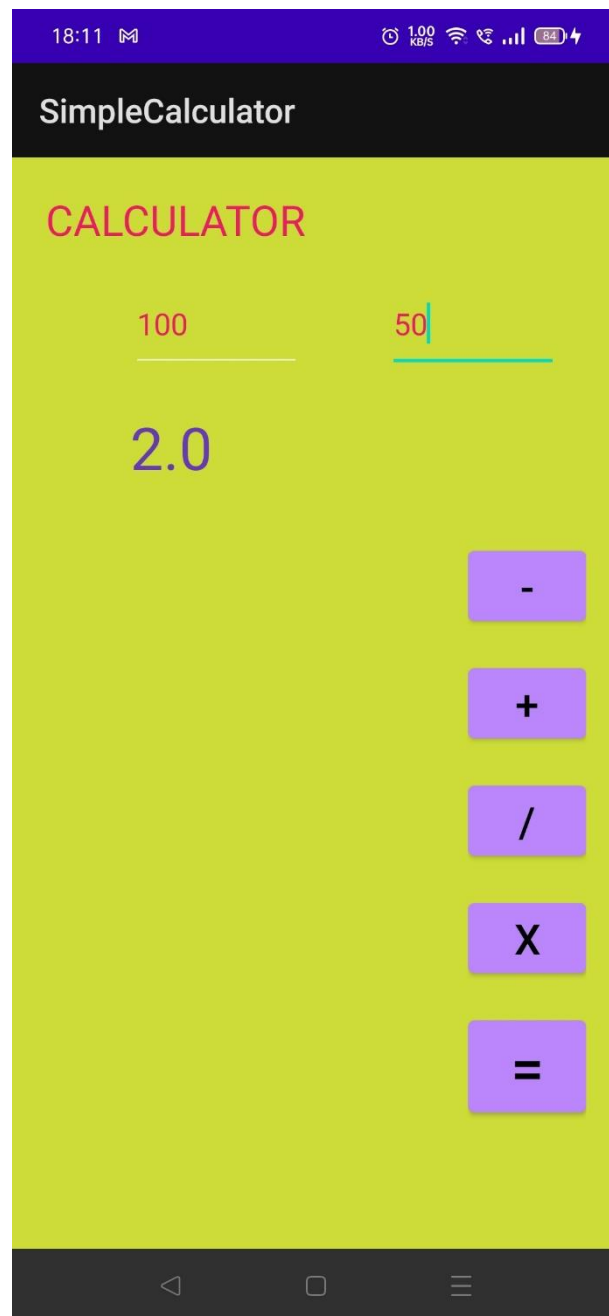 18:11 1.00 KB/S 84
SimpleCalculator
CALCULATOR
100 50
2.0
-
+
/
X
=